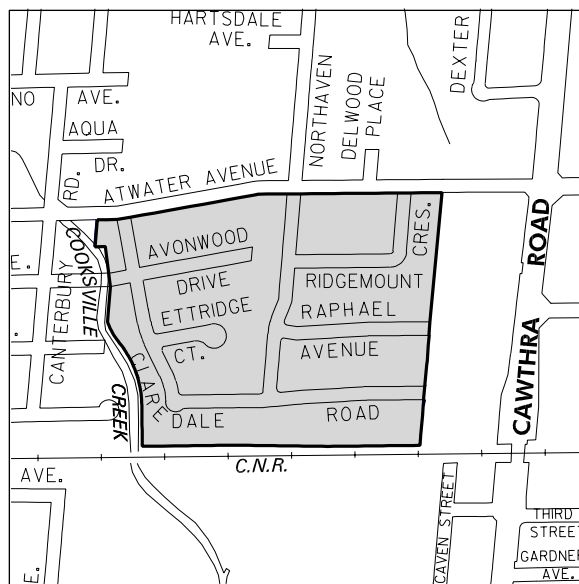 HARTSDALE
AVE.
DEXTER
NORTHAVEN
DELWOOD
PLACE
NO AVE.
AQUA
DR.
RD.
CANTERBURY
ATWATER AVENUE
COOKSVILLE
CREEK
AVONWOOD
DRIVE
ETTRIDGE
CT.
CRES.
RIDGEMOUNT
RAPHAEL
AVENUE
CLARE
DALE ROAD
CAWTHRA ROAD
E.
.
C.N.R.
AVE.
E.
CAVEN STREET
THIRD
STREET
GARDNER
AVE.